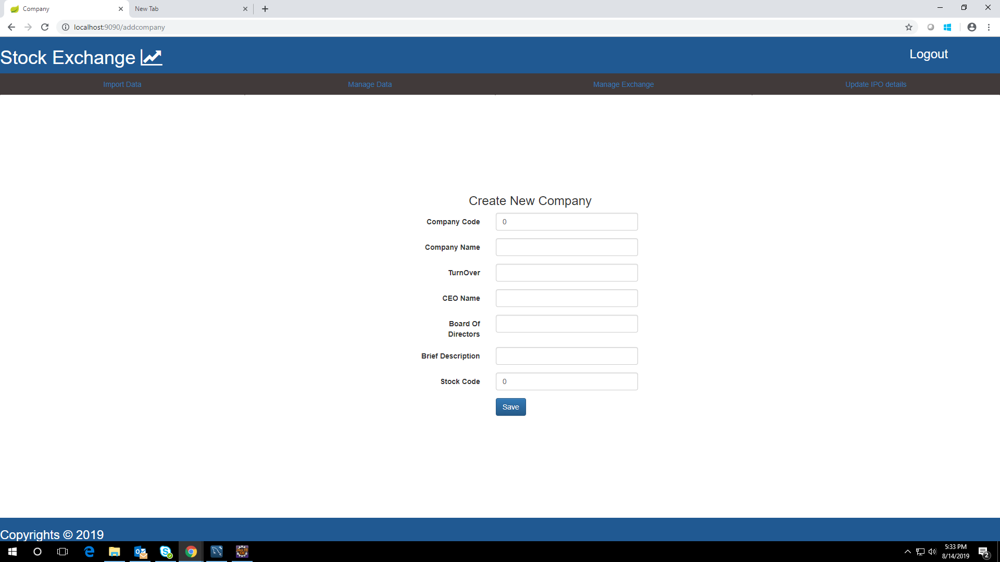 Company
New Tab
localhost:9090/addcompany
Stock Exchange
Logout
Import Data
Manage Data
Manage Exchange
Update IPO details
Create New Company
Company Code
0
Company Name
TurnOver
CEO Name
Board Of
Directors
Brief Description
Stock Code
0
Save
Copyrights © 2019
5:33 PM
8/14/2019
2